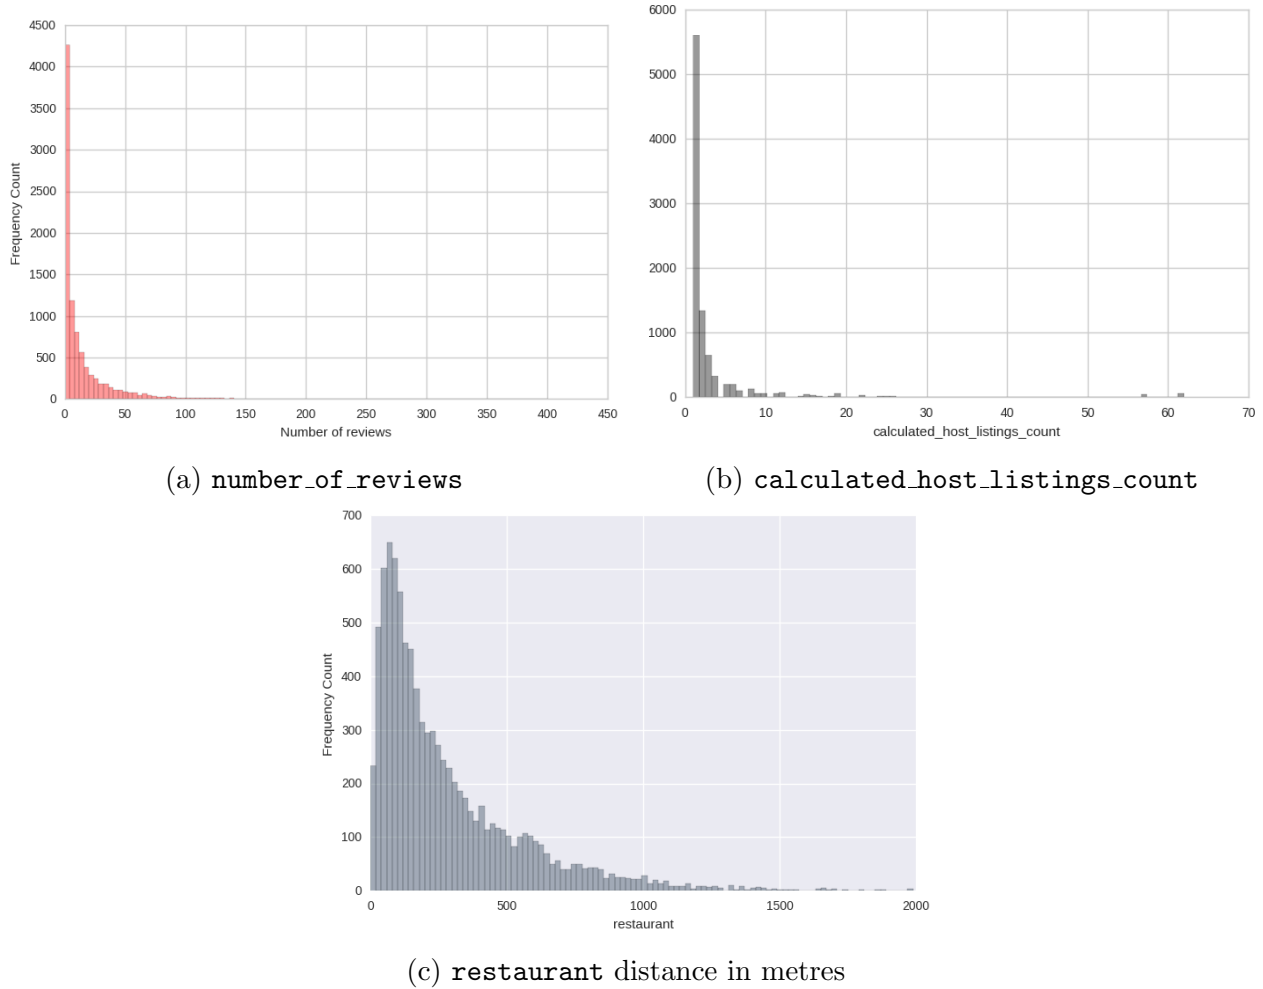 4500
4000
3500
3000
2500
2000
1500
1000
500
0
Frequency Count
0 50 100 150 200 250 300 350 400 450
Number of reviews
6000
5000
4000
3000
2000
1000
0
0 10 20 30 40 50 60 70
calculated_host_listings_count
(a) number_of_reviews
(b) calculated_host_listings_count
700
600
500
400
300
200
100
0
Frequency Count
0 500 1000 1500 2000
restaurant
(c) restaurant distance in metres